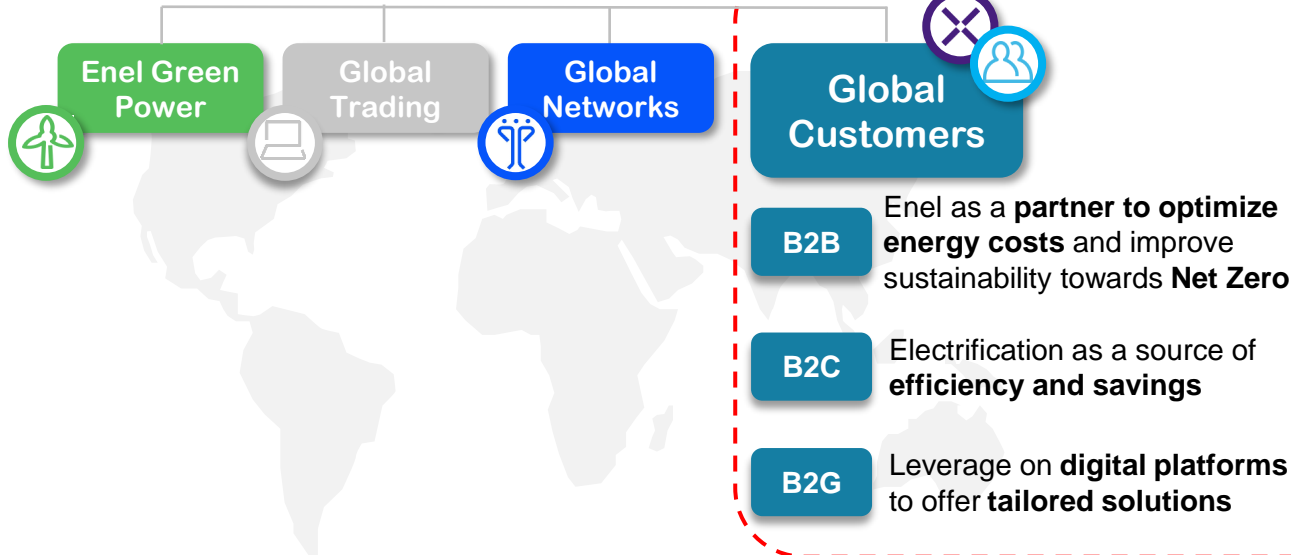 Enel Green
Power
Global
Trading
Global
Networks
Global
Customers
B2B
Enel as a partner to optimize
energy costs and improve
sustainability towards Net Zero
B2C
Electrification as a source of
efficiency and savings
B2G
Leverage on digital platforms
to offer tailored solutions